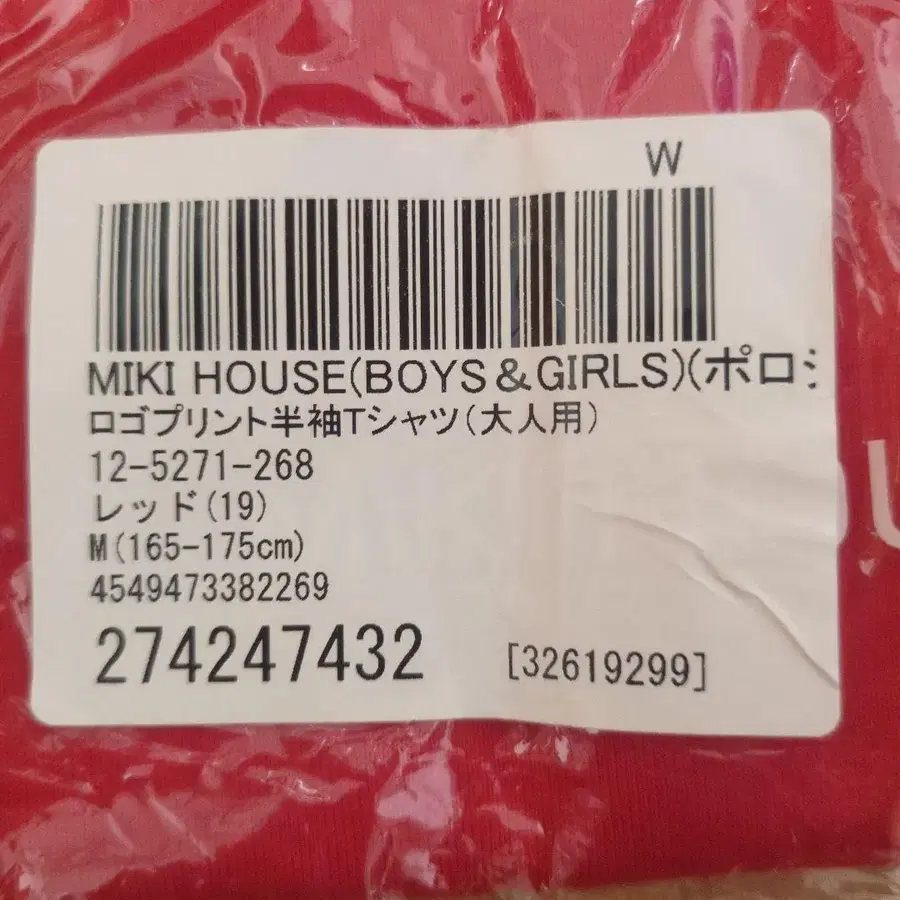 W
MIKI HOUSE(BOYS&GIRLS)(ポロシ
ロゴプリント半袖Tシャツ(大人用)
12-5271-268
レッド(19)
M(165-175cm)
4549473382269
274247432
[32619299]